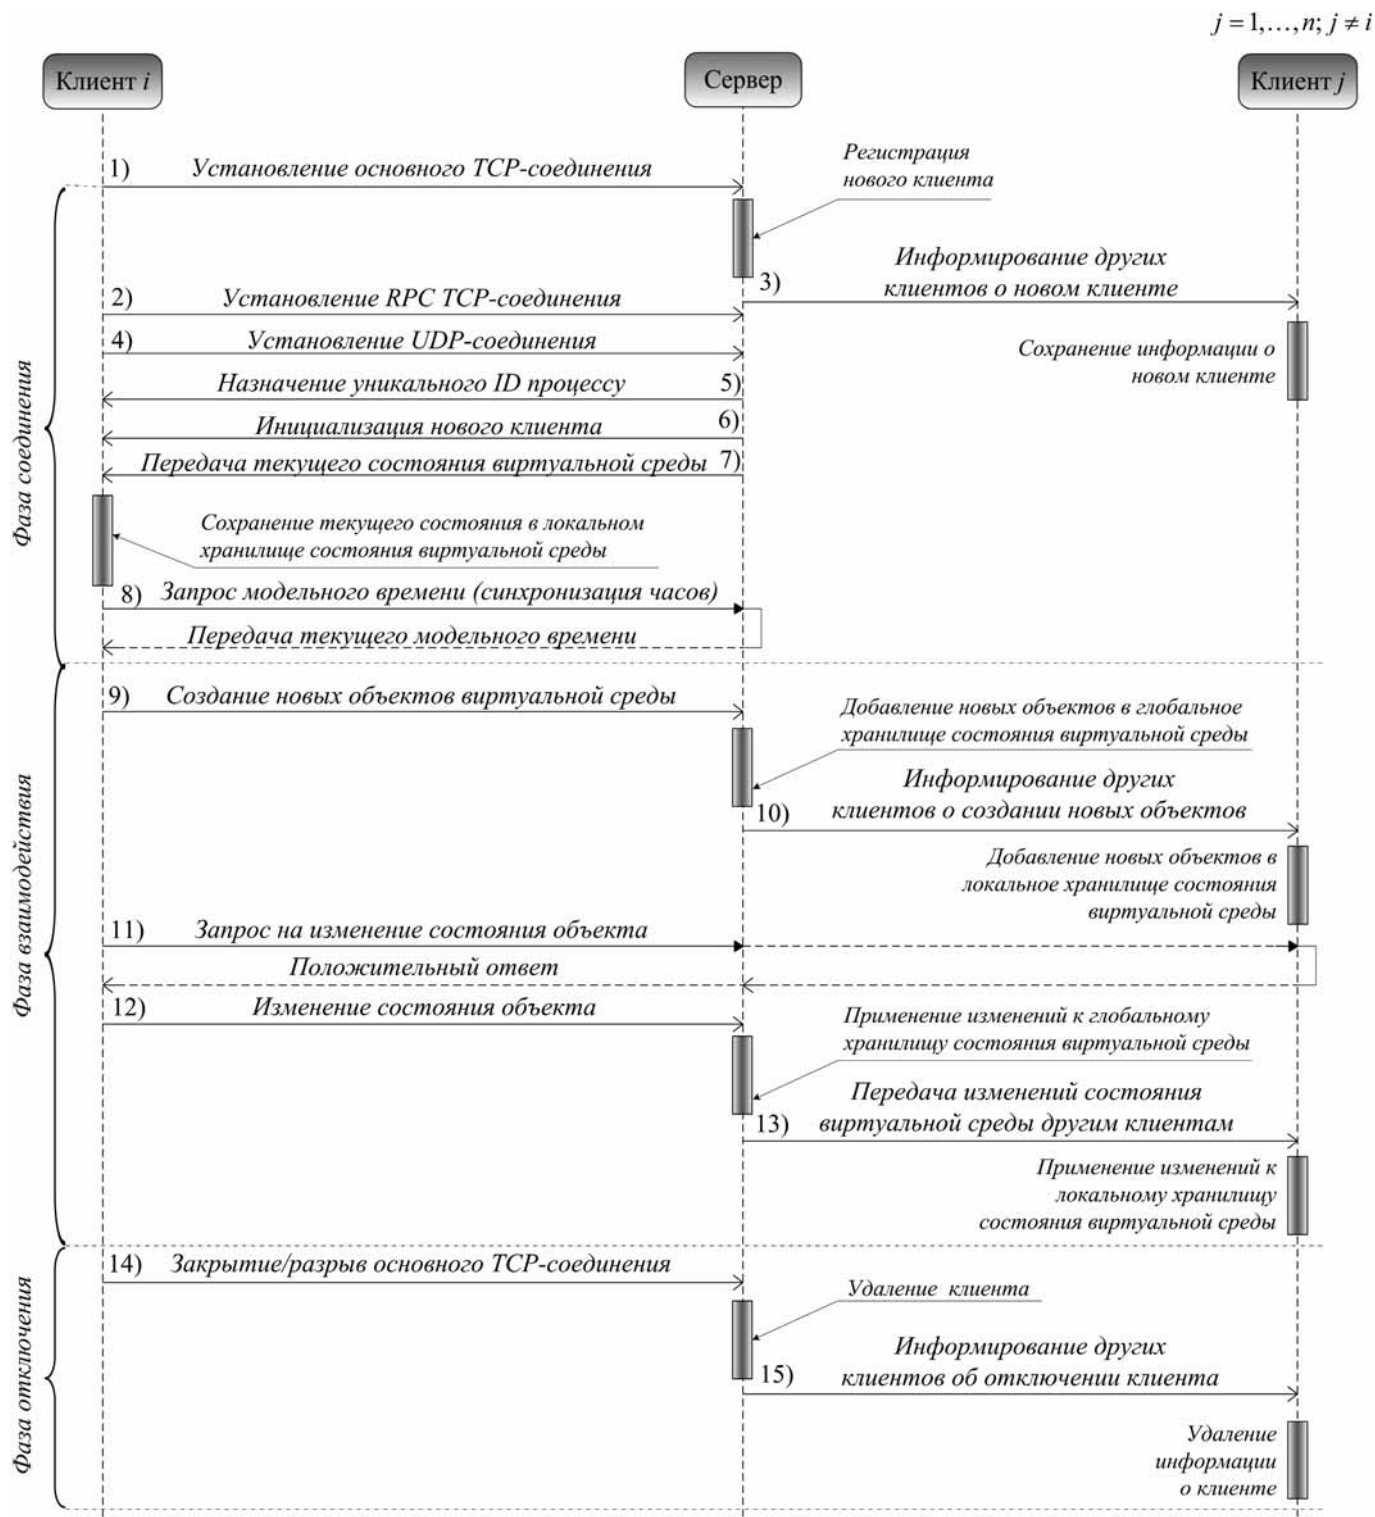 j = 1,…,n; j ≠ i
Клиент i
Сервер
Клиент j
1) Установление основного TCP-соединения
Регистрация
нового клиента
Информирование других
3) клиентов о новом клиенте
2) Установление RPC TCP-соединения
4) Установление UDP-соединения
Сохранение информации о
новом клиенте
Назначение уникального ID процессу 5)
Инициализация нового клиента 6)
Передача текущего состояния виртуальной среды 7)
Сохранение текущего состояния в локальном
хранилище состояния виртуальной среды
8) Запрос модельного времени (синхронизация часов)
Передача текущего модельного времени
Фаза соединения
9) Создание новых объектов виртуальной среды
Добавление новых объектов в глобальное
хранилище состояния виртуальной среды
Информирование других
10) клиентов о создании новых объектов
Добавление новых объектов в
локальное хранилище состояния
виртуальной среды
11) Запрос на изменение состояния объекта
Положительный ответ
12) Изменение состояния объекта
Применение изменений к глобальному
хранилищу состояния виртуальной среды
Передача изменений состояния
13) виртуальной среды другим клиентам
Применение изменений к
локальному хранилищу
состояния виртуальной среды
Фаза взаимодействия
14) Закрытие/разрыв основного TCP-соединения
Удаление клиента
Информирование других
15) клиентов об отключении клиента
Удаление
информации
о клиенте
Фаза отключения